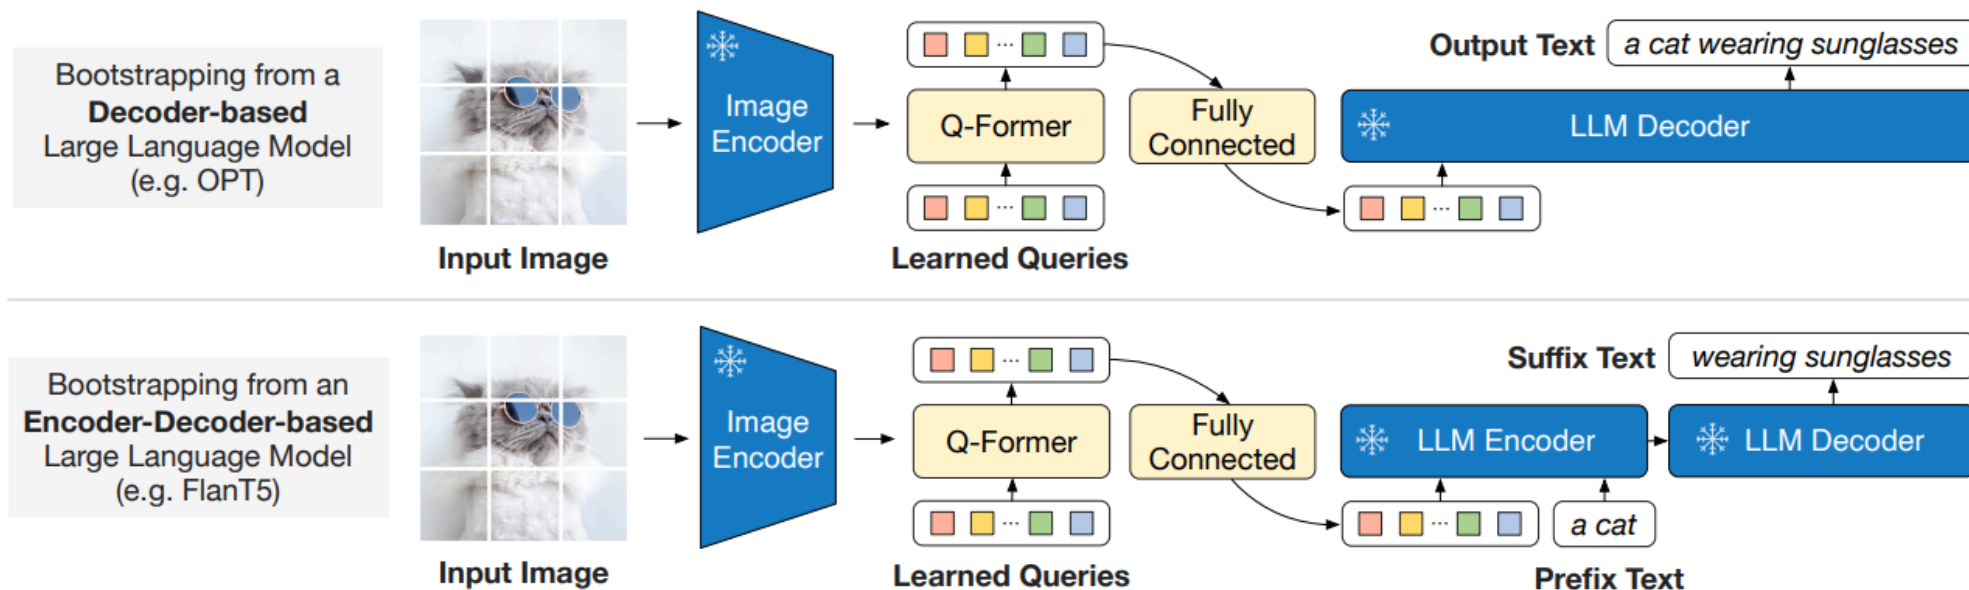 Bootstrapping from a
Decoder-based
Large Language Model
(e.g. OPT)
Input Image
Image
Encoder
Q-Former
Learned Queries
Fully
Connected
Output Text
a cat wearing sunglasses
LLM Decoder
Bootstrapping from an
Encoder-Decoder-based
Large Language Model
(e.g. FlanT5)
Input Image
Image
Encoder
Q-Former
Learned Queries
Fully
Connected
Suffix Text
wearing sunglasses
LLM Encoder
LLM Decoder
a cat
Prefix Text